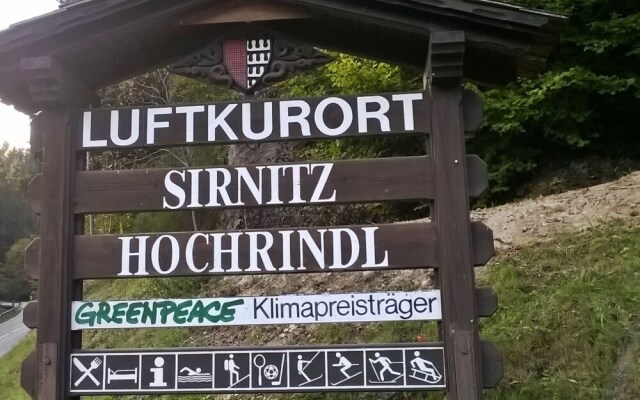 LUFTKURORT
SIRNITZ
HOCHRINDL
GREENPEACE Klimapreisträger